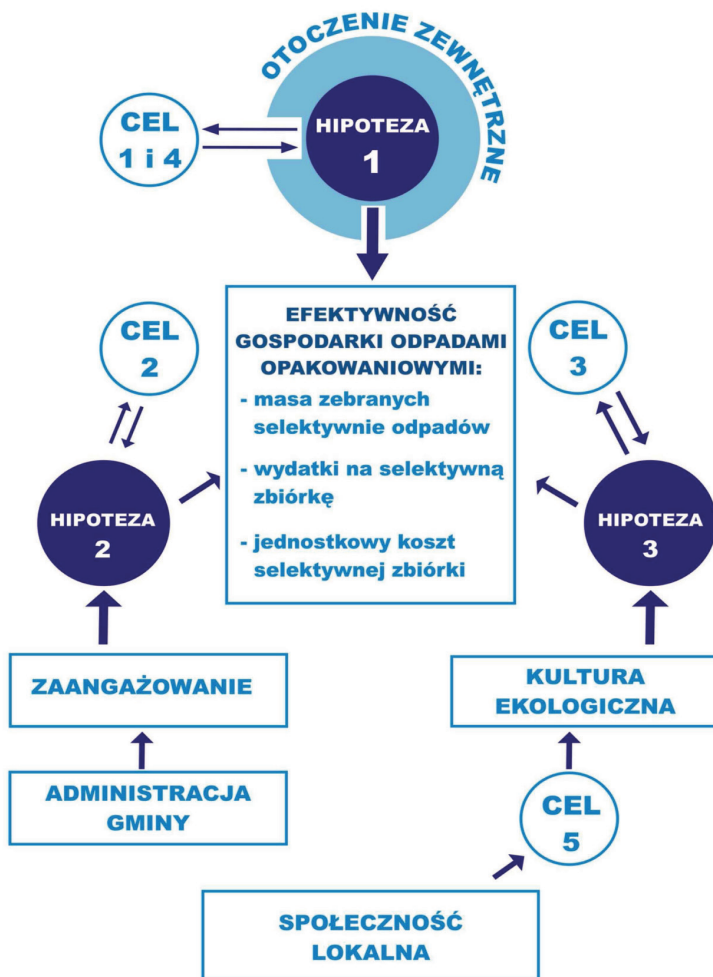 OTOCZENIE ZEWNĘTRZNE
CEL
1 i 4
HIPOTEZA
1
EFEKTYWNOŚĆ
GOSPODARKI ODPADAMI
OPAKOWANIOWYMI:
- masa zebranych
selektywnie odpadów
- wydatki na selektywną
zbiórkę
- jednostkowy koszt
selektywnej zbiórki
CEL
2
CEL
3
HIPOTEZA
2
HIPOTEZA
3
ZAANGAŻOWANIE
KULTURA
EKOLOGICZNA
ADMINISTRACJA
GMINY
CEL
5
SPOŁECZNOŚĆ
LOKALNA